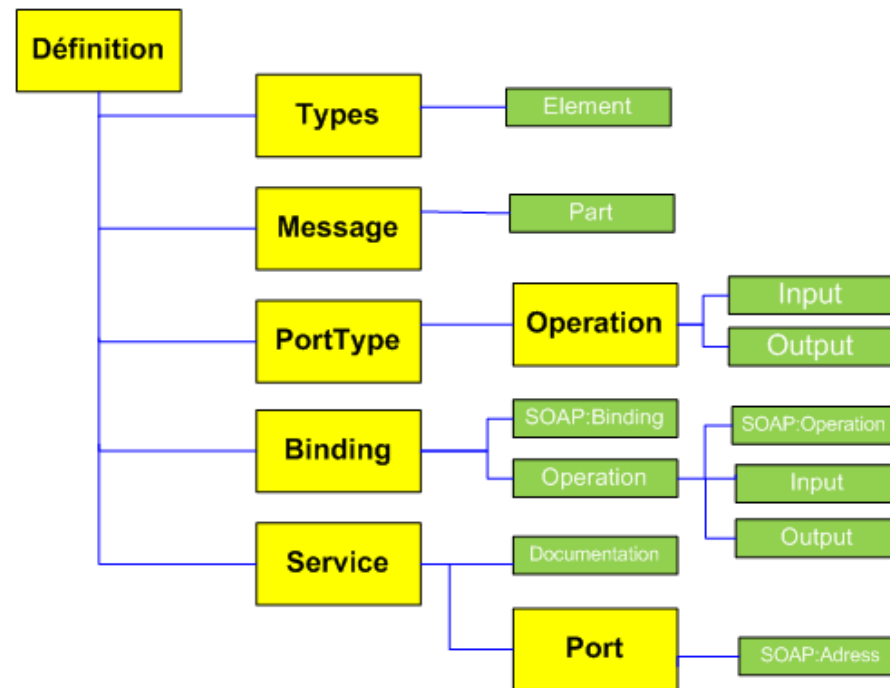 Définition
Types
Element
Message
Part
PortType
Operation
Input
Output
Binding
SOAP:Binding
Operation
SOAP:Operation
Input
Output
Service
Documentation
Port
SOAP:Adress